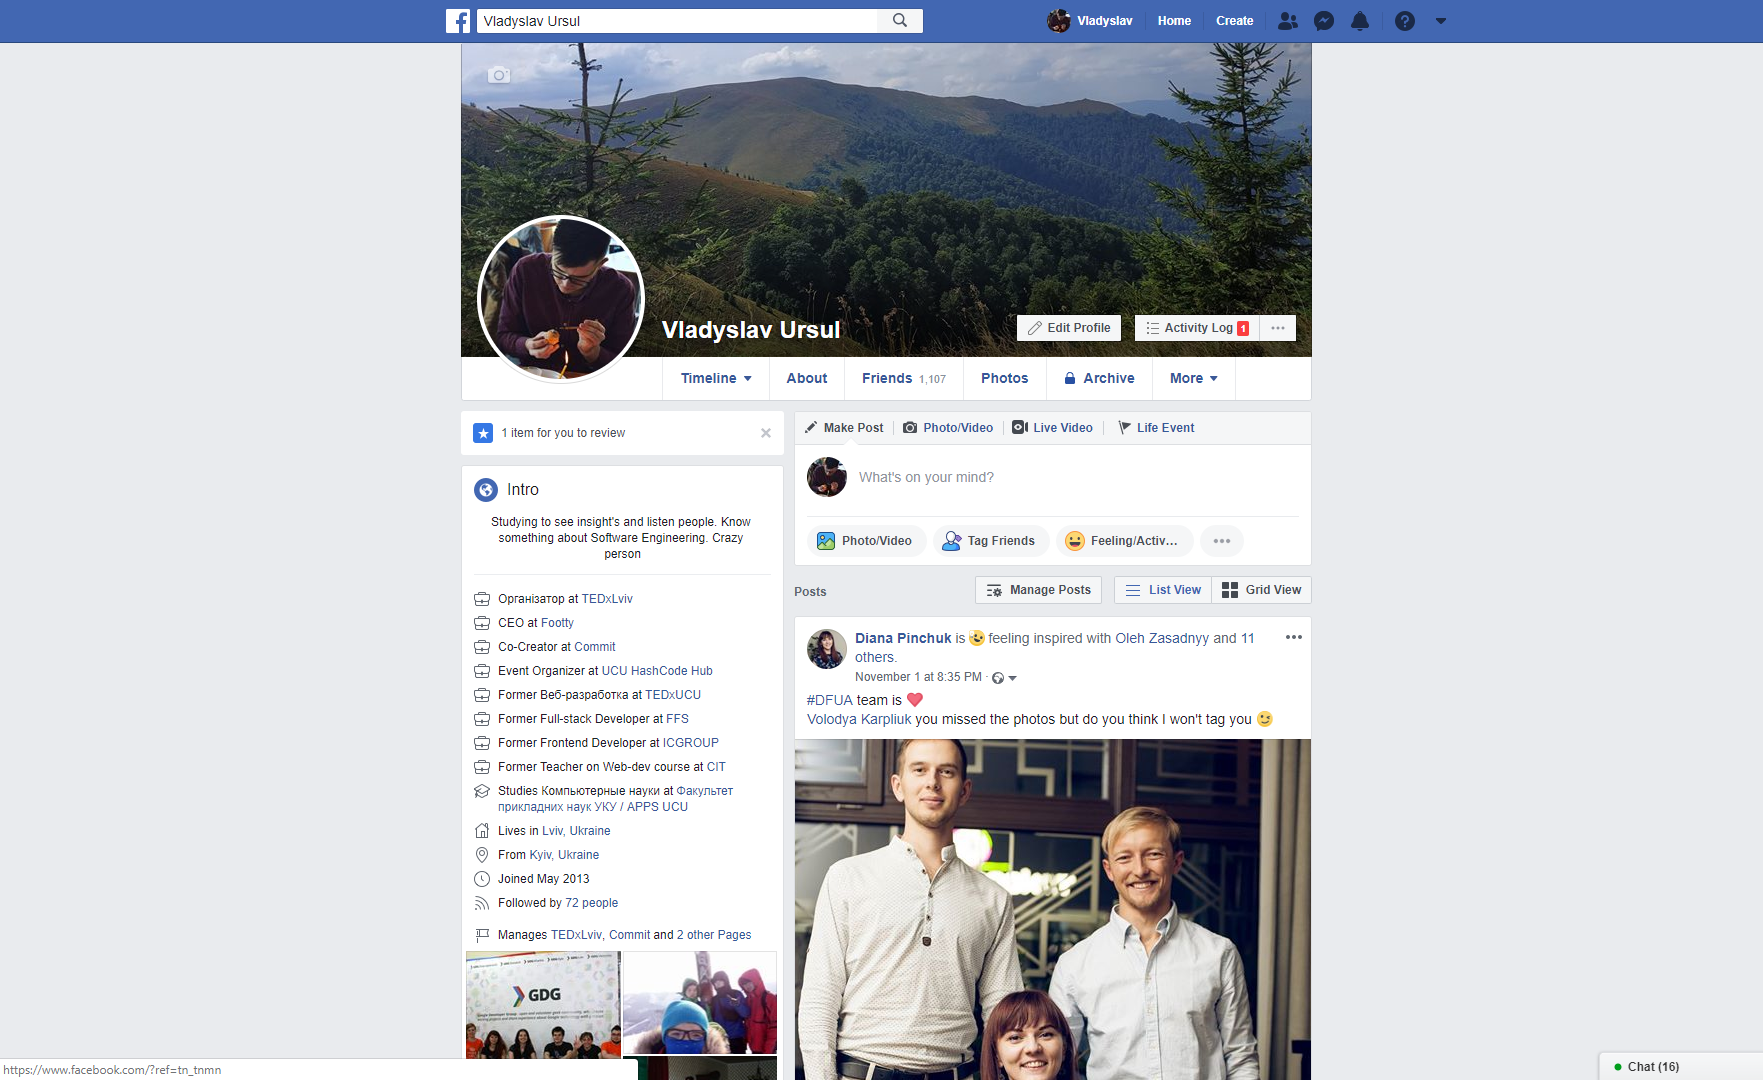 Vladyslav Ursul
Vladyslav
Home
Create
Vladyslav Ursul
Edit Profile
Activity Log 1
Timeline
About
Friends 1,107
Photos
Archive
More
1 item for you to review
Intro
Studying to see insight's and listen people. Know
something about Software Engineering. Crazy
person
Організатор at TEDxLviv
CEO at Footty
Co-Creator at Commit
Event Organizer at UCU HashCode Hub
Former Веб-разработка at TEDxUCU
Former Full-stack Developer at FFS
Former Frontend Developer at ICGROUP
Former Teacher on Web-dev course at CIT
Studies Компьютерные науки at Факультет
прикладних наук УКУ / APPS UCU
Lives in Lviv, Ukraine
From Kyiv, Ukraine
Joined May 2013
Followed by 72 people
Manages TEDxLviv, Commit and 2 other Pages
GDG
Make Post
Photo/Video
Live Video
Life Event
What's on your mind?
Photo/Video
Tag Friends
Feeling/Activ...
Posts
Manage Posts
List View
Grid View
Diana Pinchuk is 😜 feeling inspired with Oleh Zasadnyy and 11
others.
November 1 at 8:35 PM ·
#DFUA team is ❤️
Volodya Karpliuk you missed the photos but do you think I won't tag you 😉
https://www.facebook.com/?ref=tn_tnmn
Chat (16)